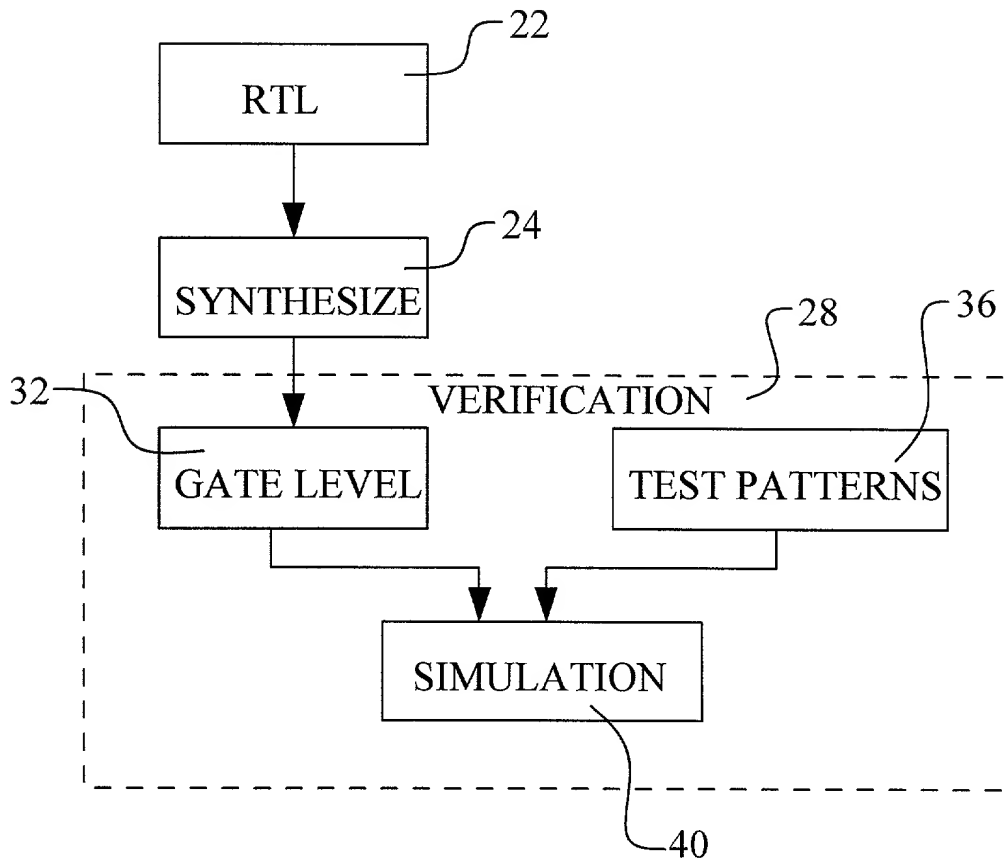 22
RTL
24
SYNTHESIZE
28
36
32
VERIFICATION
GATE LEVEL
TEST PATTERNS
SIMULATION
40